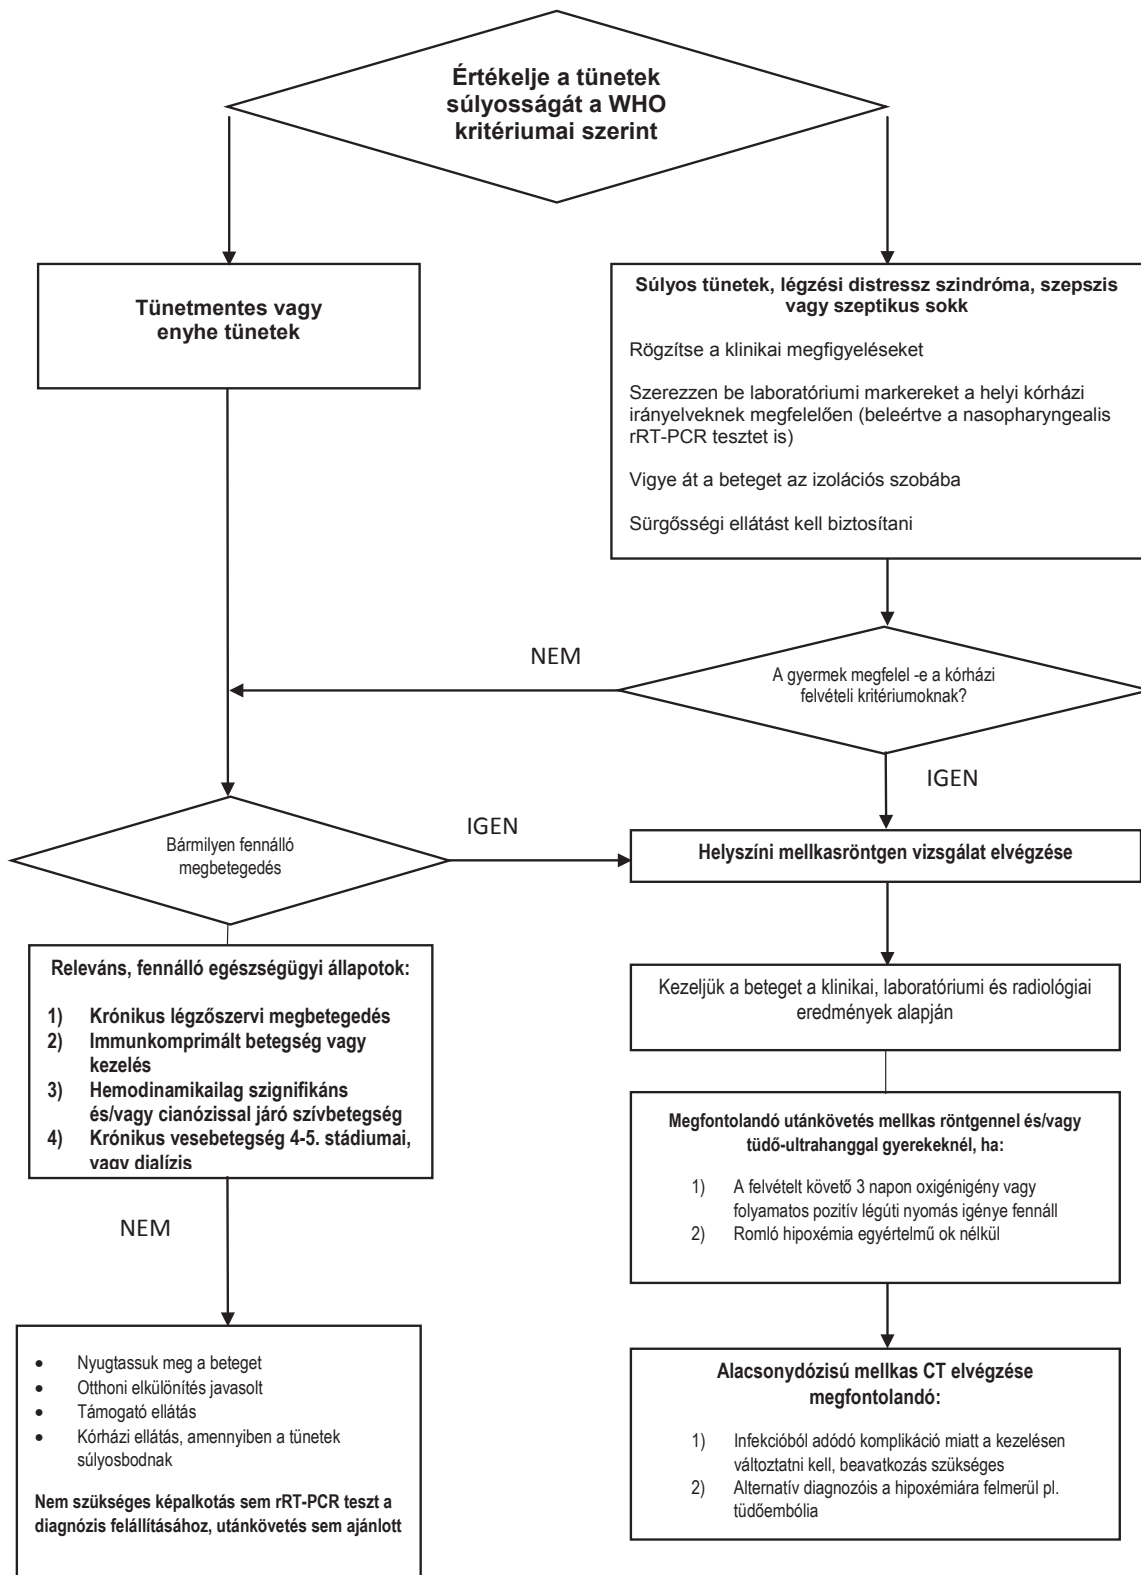 Értékelje a tünetek
súlyosságát a WHO
kritériumai szerint
Tünetmentes vagy
enyhe tünetek
Súlyos tünetek, légzési distressz szindróma, szepszis
vagy szeptikus sokk
Rögzítse a klinikai megfigyeléseket
Szerezzen be laboratóriumi markereket a helyi kórházi
irányelveknek megfelelően (beleértve a nasopharyngealis
rRT-PCR tesztet is)
Vigye át a beteget az izolációs szobába
Sürgősségi ellátást kell biztosítani
NEM
A gyermek megfelel -e a kórházi
felvételi kritériumoknak?
IGEN
Bármilyen fennálló
megbetegedés
IGEN
Helyszíni mellkasröntgen vizsgálat elvégzése
Releváns, fennálló egészségügyi állapotok:
1) Krónikus légzőszervi megbetegedés
2) Immunkomprimált betegség vagy
kezelés
3) Hemodinamikailag szignifikáns
és/vagy cianózissal járó szívbetegség
4) Krónikus vesebetegség 4-5. stádiumai,
vagy dialízis
Kezeljük a beteget a klinikai, laboratóriumi és radiológiai
eredmények alapján
Megfontolandó utánkövetés mellkas röntgennel és/vagy
tüdő-ultrahanggal gyerekeknél, ha:
1) A felvételt követő 3 napon oxigénigény vagy
folyamatos pozitív légúti nyomás igénye fennáll
2) Romló hipoxémia egyértelmű ok nélkül
NEM
• Nyugtassuk meg a beteget
• Otthoni elkülönítés javasolt
• Támogató ellátás
• Kórházi ellátás, amennyiben a tünetek
súlyosbodnak
Nem szükséges képalkotás sem rRT-PCR teszt a
diagnózis felállításához, utánkövetés sem ajánlott
Alacsonydózisú mellkas CT elvégzése
megfontolandó:
1) Infekcióból adódó komplikáció miatt a kezelésen
változtatni kell, beavatkozás szükséges
2) Alternatív diagnozóis a hipoxémiára felmerül pl.
tüdőembólia